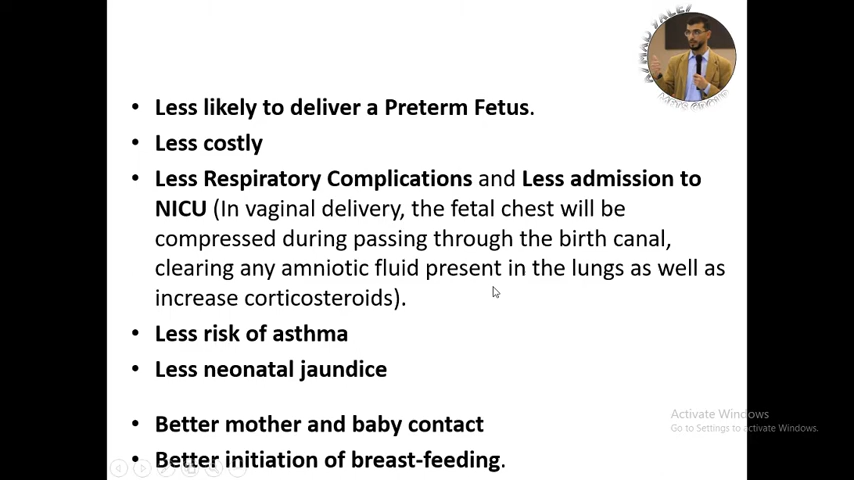 • Less likely to deliver a Preterm Fetus.
• Less costly
• Less Respiratory Complications and Less admission to
NICU (In vaginal delivery, the fetal chest will be
compressed during passing through the birth canal,
clearing any amniotic fluid present in the lungs as well as
increase corticosteroids).
• Less risk of asthma
• Less neonatal jaundice
Activate Windows
Go to Settings to activate Windows.
• Better mother and baby contact
• Better initiation of breast-feeding.